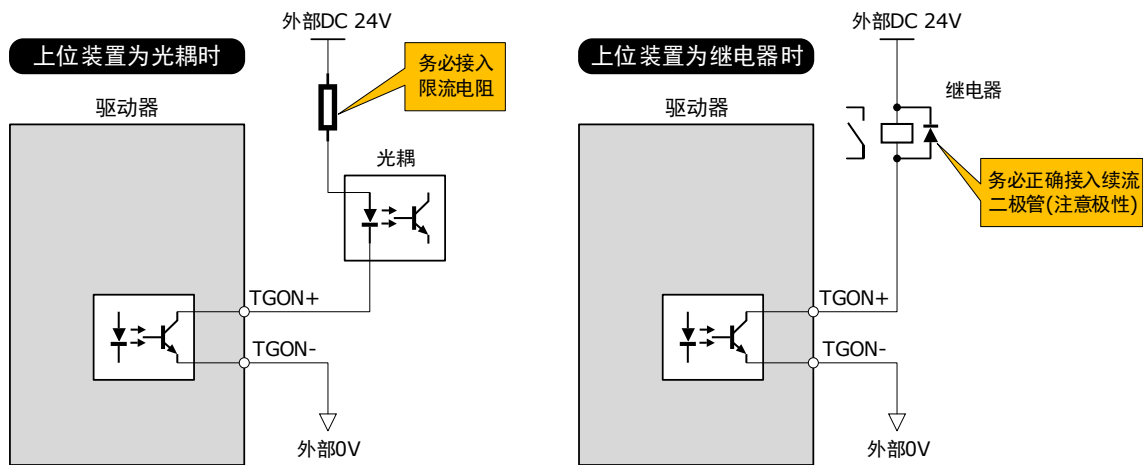 外部DC 24V
上位装置为光耦时
务必接入
限流电阻
驱动器
光耦
TGON+
TGON-
外部0V
外部DC 24V
上位装置为继电器时
继电器
驱动器
务必正确接入续流
二极管(注意极性)
TGON+
TGON-
外部0V